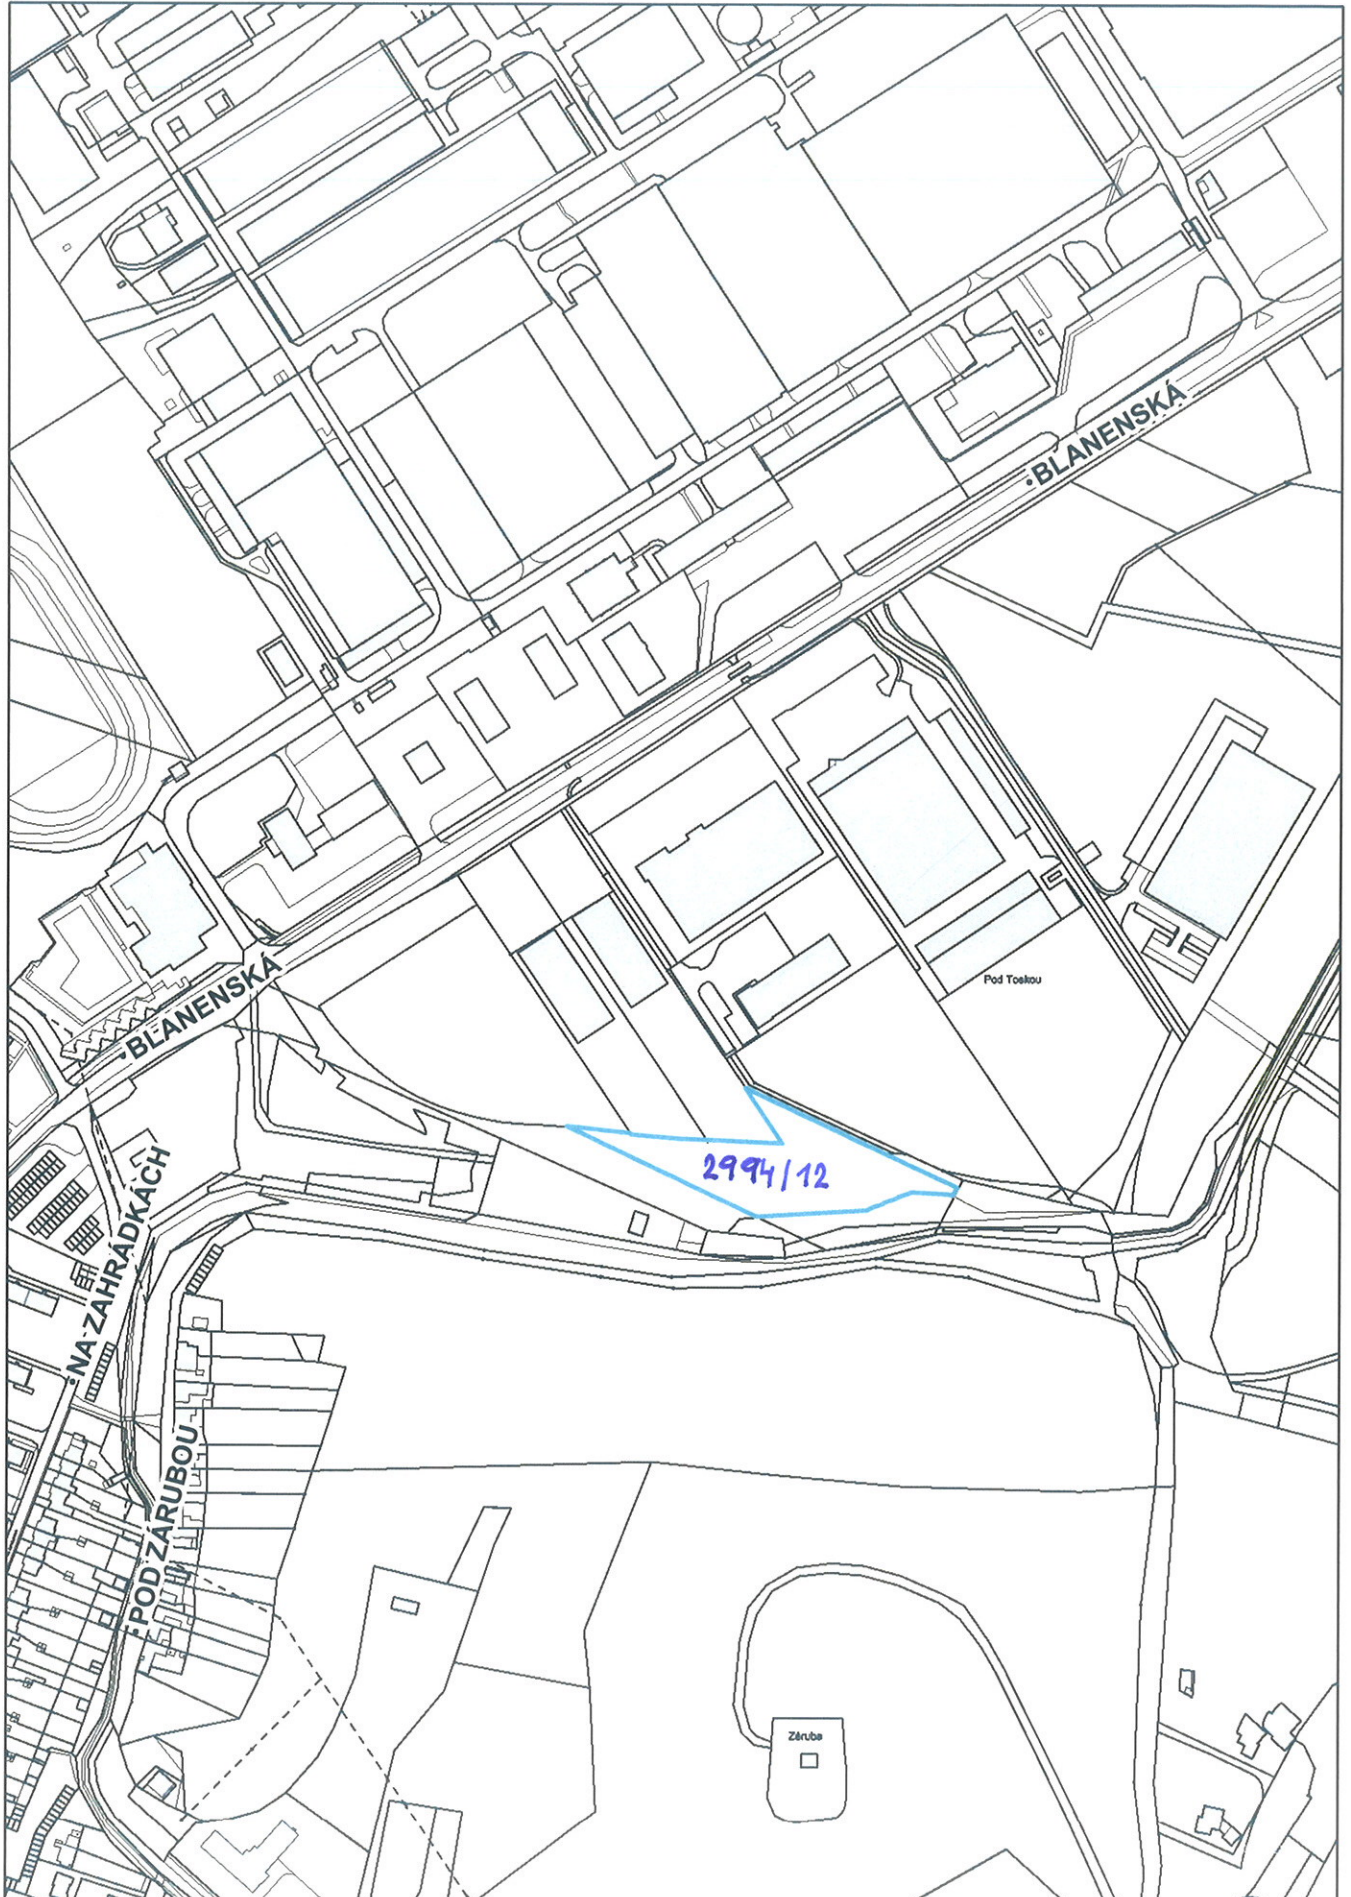 BLANENSKÁ
BLANENSKÁ
Pod Toskou
2994/12
NA ZAHRÁDKÁCH
POD ZÁRUBOU
Záruba